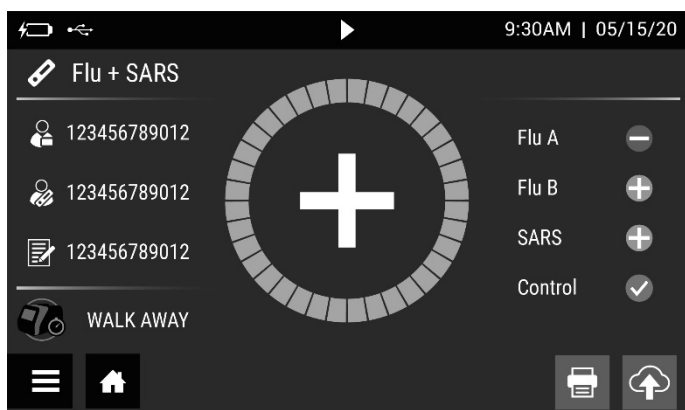 9:30AM | 05/15/20
Flu + SARS
123456789012
123456789012
123456789012
WALK AWAY
Flu A
Flu B
SARS
Control